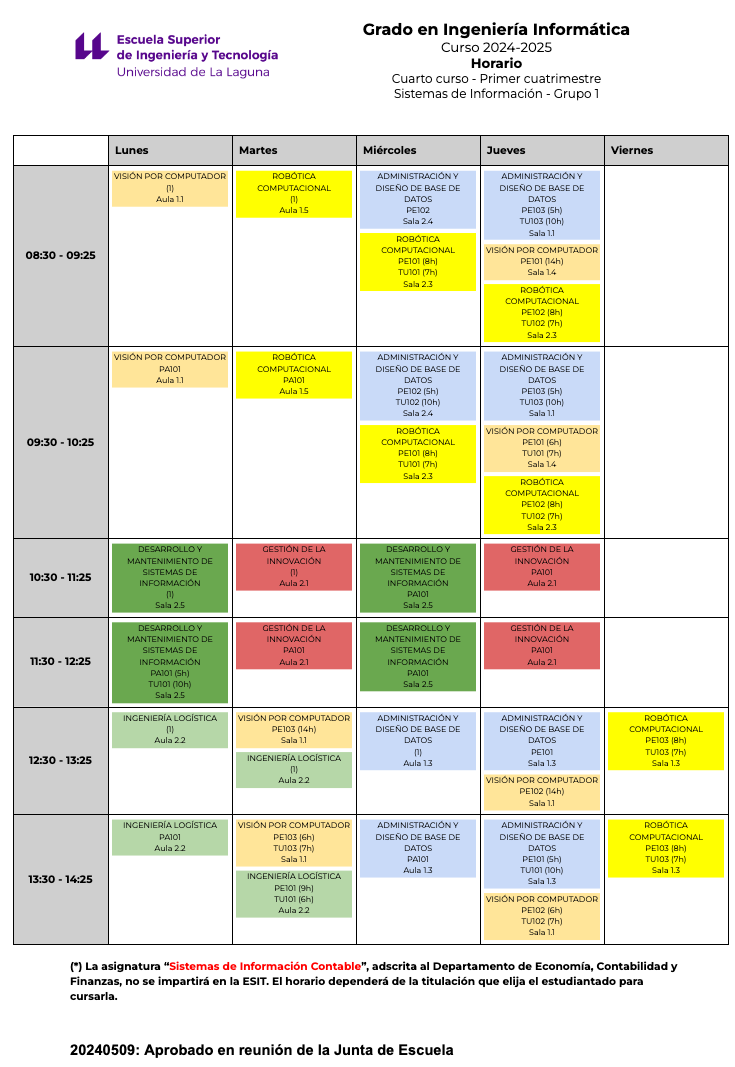 Escuela Superior
de Ingeniería y Tecnología
Universidad de La Laguna
Grado en Ingeniería Informática
Curso 2024-2025
Horario
Cuarto curso - Primer cuatrimestre
Sistemas de Información - Grupo 1
Lunes
Martes
Miércoles
Jueves
Viernes
08:30 - 09:25
VISIÓN POR COMPUTADOR
(1)
Aula 1.1
ROBÓTICA
COMPUTACIONAL
(1)
Aula 1.5
ADMINISTRACIÓN Y
DISEÑO DE BASE DE
DATOS
PE102
Sala 2.4
ROBÓTICA
COMPUTACIONAL
PE101 (8h)
TU101 (7h)
Sala 2.3
ADMINISTRACIÓN Y
DISEÑO DE BASE DE
DATOS
PE103 (5h)
TU103 (10h)
Sala 1.1
VISIÓN POR COMPUTADOR
PE101 (14h)
Sala 1.4
ROBÓTICA
COMPUTACIONAL
PE102 (8h)
TU102 (7h)
Sala 2.3
09:30 - 10:25
VISIÓN POR COMPUTADOR
PA101
Aula 1.1
ROBÓTICA
COMPUTACIONAL
PA101
Aula 1.5
ADMINISTRACIÓN Y
DISEÑO DE BASE DE
DATOS
PE102 (5h)
TU102 (10h)
Sala 2.4
ROBÓTICA
COMPUTACIONAL
PE101 (8h)
TU101 (7h)
Sala 2.3
ADMINISTRACIÓN Y
DISEÑO DE BASE DE
DATOS
PE103 (5h)
TU103 (10h)
Sala 1.1
VISIÓN POR COMPUTADOR
PE101 (6h)
TU101 (7h)
Sala 1.4
ROBÓTICA
COMPUTACIONAL
PE102 (8h)
TU102 (7h)
Sala 2.3
10:30 - 11:25
DESARROLLO Y
MANTENIMIENTO DE
SISTEMAS DE
INFORMACIÓN
(1)
Sala 2.5
GESTIÓN DE LA
INNOVACIÓN
(1)
Aula 2.1
DESARROLLO Y
MANTENIMIENTO DE
SISTEMAS DE
INFORMACIÓN
PA101
Sala 2.5
GESTIÓN DE LA
INNOVACIÓN
PA101
Aula 2.1
11:30 - 12:25
DESARROLLO Y
MANTENIMIENTO DE
SISTEMAS DE
INFORMACIÓN
PA101 (5h)
TU101 (10h)
Sala 2.5
GESTIÓN DE LA
INNOVACIÓN
PA101
Aula 2.1
DESARROLLO Y
MANTENIMIENTO DE
SISTEMAS DE
INFORMACIÓN
PA101
Sala 2.5
GESTIÓN DE LA
INNOVACIÓN
PA101
Aula 2.1
12:30 - 13:25
INGENIERÍA LOGÍSTICA
(1)
Aula 2.2
VISIÓN POR COMPUTADOR
PE103 (14h)
Sala 1.1
INGENIERÍA LOGÍSTICA
(1)
Aula 2.2
ADMINISTRACIÓN Y
DISEÑO DE BASE DE
DATOS
(1)
Aula 1.3
ADMINISTRACIÓN Y
DISEÑO DE BASE DE
DATOS
PE101
Sala 1.3
VISIÓN POR COMPUTADOR
PE102 (14h)
Sala 1.1
ROBÓTICA
COMPUTACIONAL
PE103 (8h)
TU103 (7h)
Sala 1.3
13:30 - 14:25
INGENIERÍA LOGÍSTICA
PA101
Aula 2.2
VISIÓN POR COMPUTADOR
PE103 (6h)
TU103 (7h)
Sala 1.1
INGENIERÍA LOGÍSTICA
PE101 (9h)
TU101 (6h)
Aula 2.2
ADMINISTRACIÓN Y
DISEÑO DE BASE DE
DATOS
PA101
Aula 1.3
ADMINISTRACIÓN Y
DISEÑO DE BASE DE
DATOS
PE101 (5h)
TU101 (10h)
Sala 1.3
VISIÓN POR COMPUTADOR
PE102 (6h)
TU102 (7h)
Sala 1.1
ROBÓTICA
COMPUTACIONAL
PE103 (8h)
TU103 (7h)
Sala 1.3
(*) La asignatura “Sistemas de Información Contable”, adscrita al Departamento de Economía, Contabilidad y
Finanzas, no se impartirá en la ESIT. El horario dependerá de la titulación que elija el estudiantado para
cursarla.
20240509: Aprobado en reunión de la Junta de Escuela